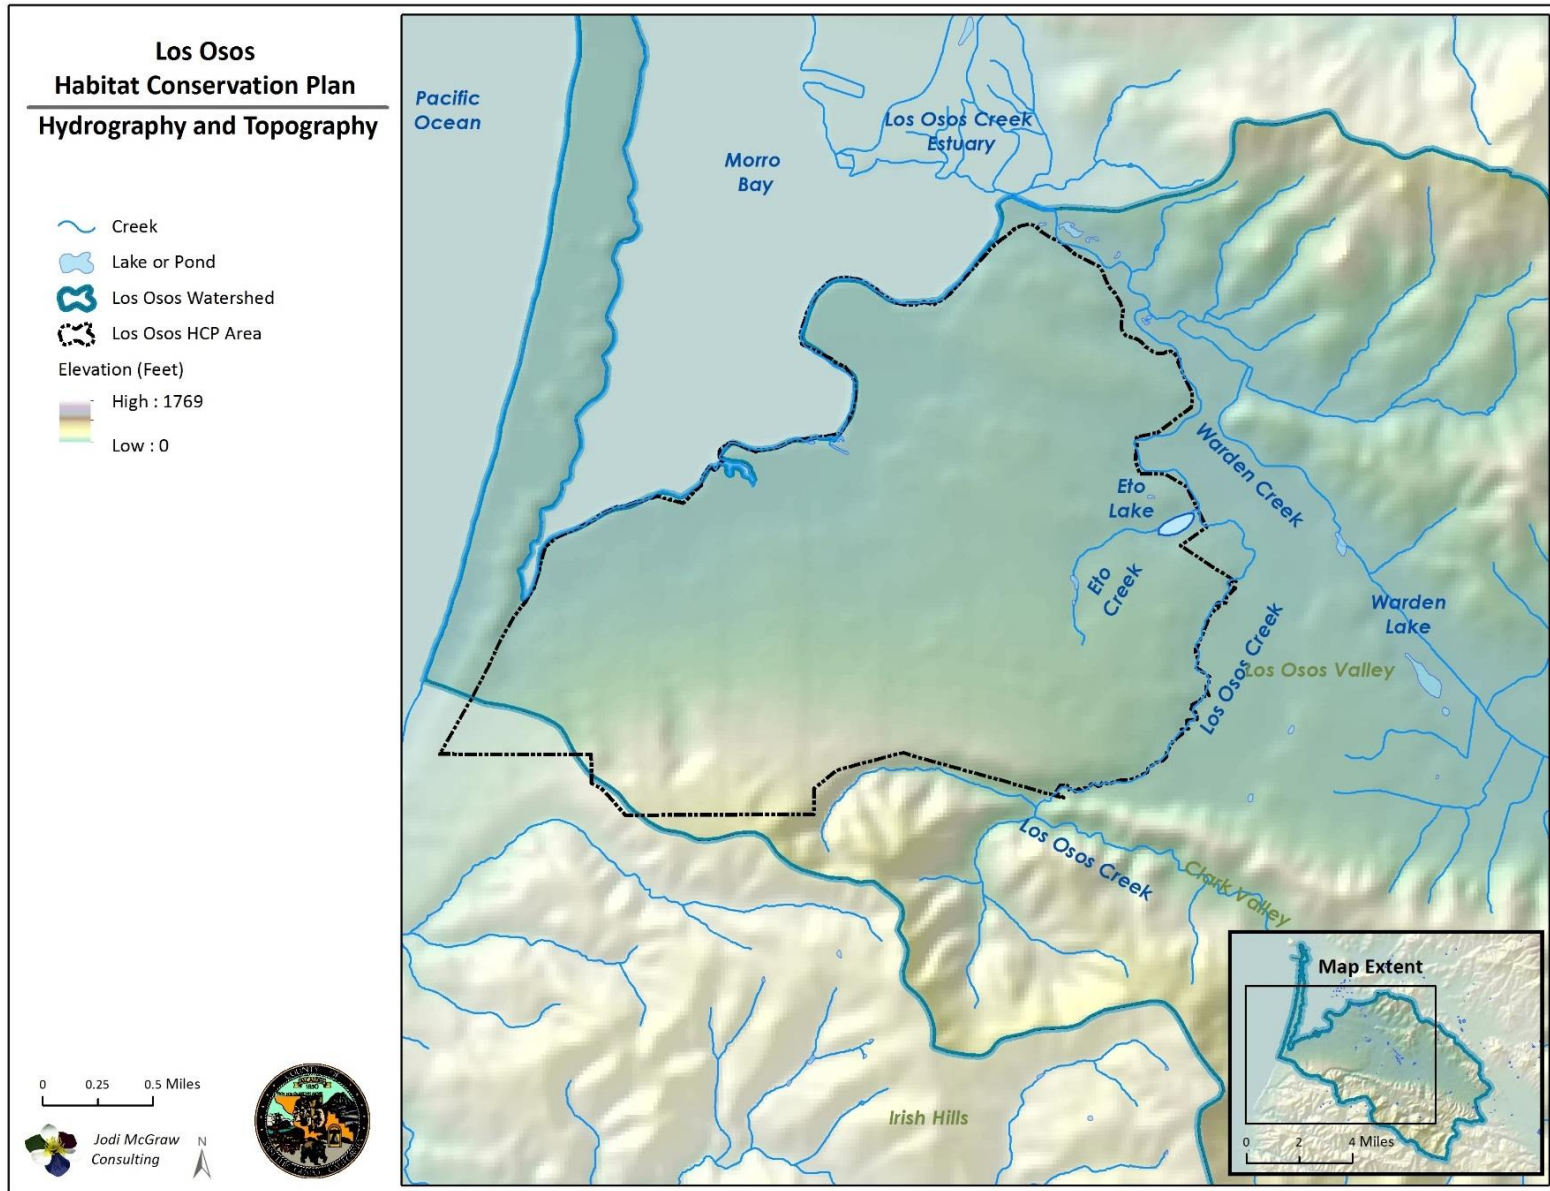 Los Osos
Habitat Conservation Plan
Hydrography and Topography
Creek
Lake or Pond
Los Osos Watershed
Los Osos HCP Area
Elevation (Feet)
High : 1769
Low : 0
0 0.25 0.5 Miles
Jodi McGraw
Consulting
N
COUNTY OF
Pacific
Ocean
Morro
Bay
Los Osos Creek
Estuary
Warden Creek
Eto
Lake
Eto
Creek
Warden
Lake
Los Osos Creek
Los Osos Valley
Los Osos Creek
Clark Valley
Irish Hills
Map Extent
0 2 4 Miles